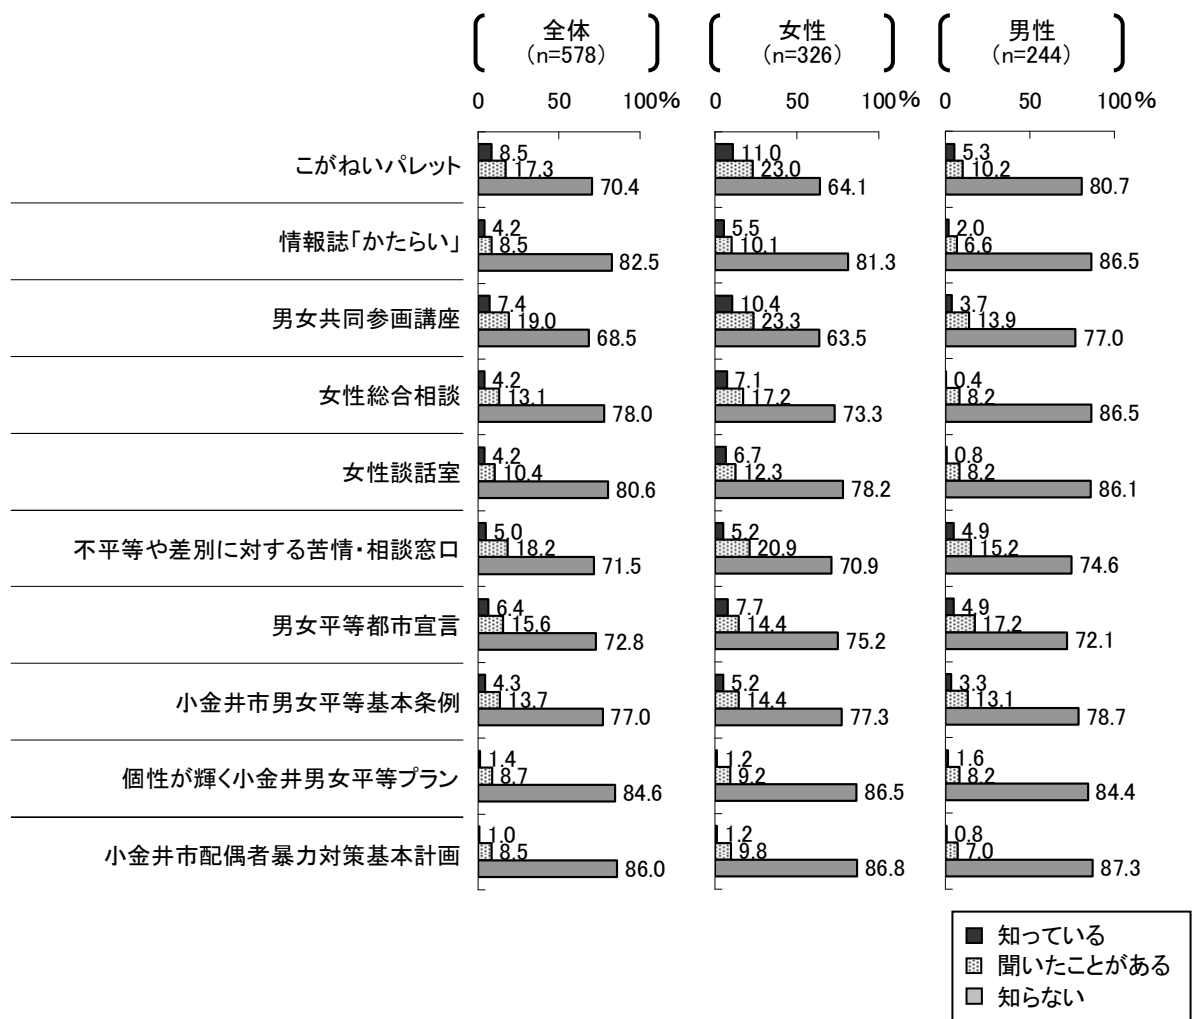 全体 女性 男性
（n=578） （n=326） （n=244）
0 50 100% 0 50 100% 0 50 100%
こがねいパレット
8.5 11.0 5.3
17.3 23.0 10.2
70.4 64.1 80.7
情報誌「かたらい」
4.2 5.5 2.0
8.5 10.1 6.6
82.5 81.3 86.5
男女共同参画講座
7.4 10.4 3.7
19.0 23.3 13.9
68.5 63.5 77.0
女性総合相談
4.2 7.1 0.4
13.1 17.2 8.2
78.0 73.3 86.5
女性談話室
4.2 6.7 0.8
10.4 12.3 8.2
80.6 78.2 86.1
不平等や差別に対する苦情・相談窓口
5.0 5.2 4.9
18.2 20.9 15.2
71.5 70.9 74.6
男女平等都市宣言
6.4 7.7 4.9
15.6 14.4 17.2
72.8 75.2 72.1
小金井市男女平等基本条例
4.3 5.2 3.3
13.7 14.4 13.1
77.0 77.3 78.7
個性が輝く小金井男女平等プラン
1.4 1.2 1.6
8.7 9.2 8.2
84.6 86.5 84.4
小金井市配偶者暴力対策基本計画
1.0 1.2 0.8
8.5 9.8 7.0
86.0 86.8 87.3
知っている
聞いたことがある
知らない